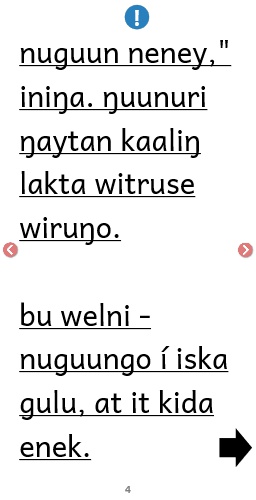 nuguun neney,"
iniŋa. ŋuunuri
ŋaytan kaaliŋ
lakta witruse
wiruŋo.
bu welni -
nuguungo í iska
gulu, at it kida
enek.
4